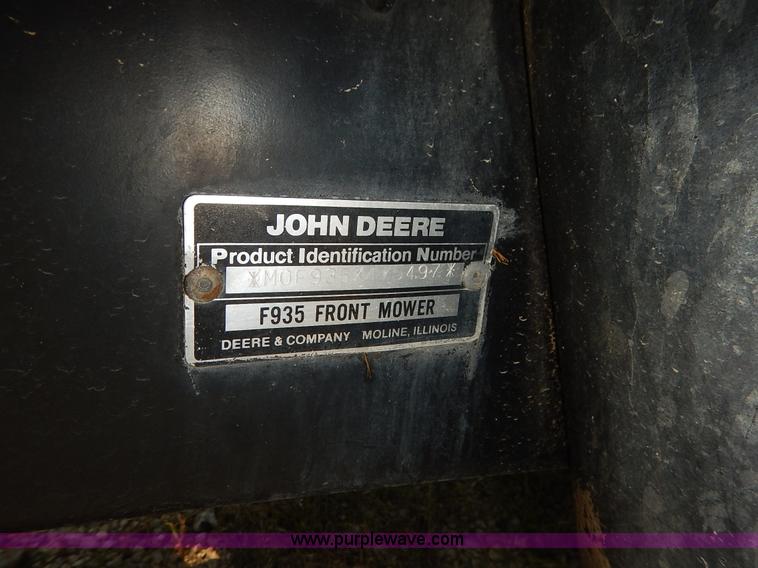 JOHN DEERE
Product Identification Number
F935 FRONT MOWER
DEERE & COMPANY MOLINE, ILLINOIS
www.purplewave.com